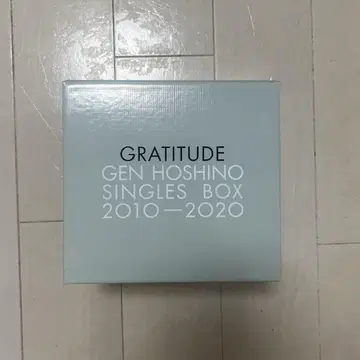 GRATITUDE
GEN HOSHINO
SINGLES BOX
2010—2020